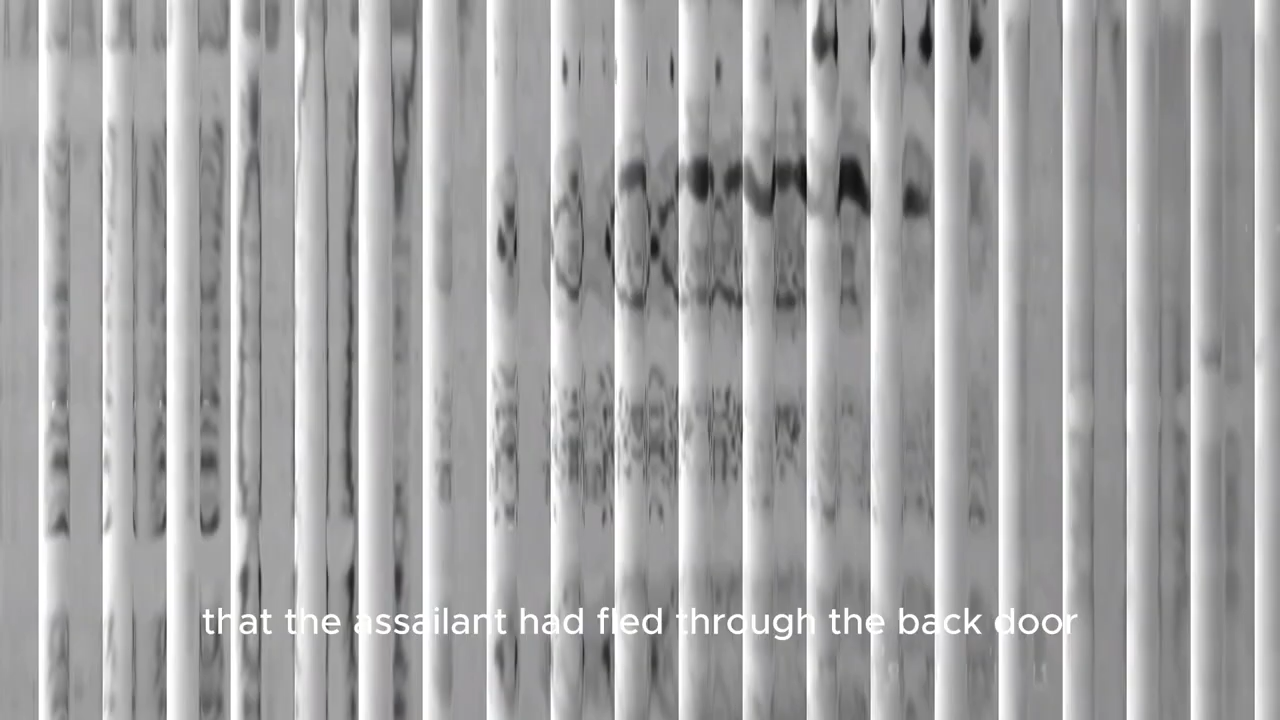 that the assailant had fled through the back door